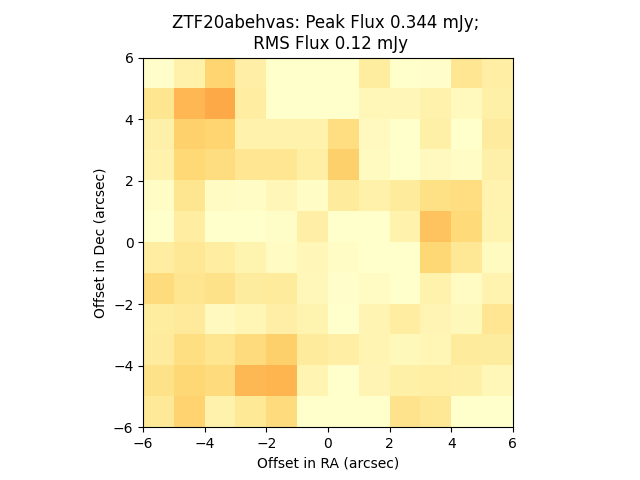 ZTF20abehvas: Peak Flux 0.344 mJy;
RMS Flux 0.12 mJy
6
4
2
0
−2
−4
−6
Offset in Dec (arcsec)
−6 −4 −2 0 2 4 6
Offset in RA (arcsec)